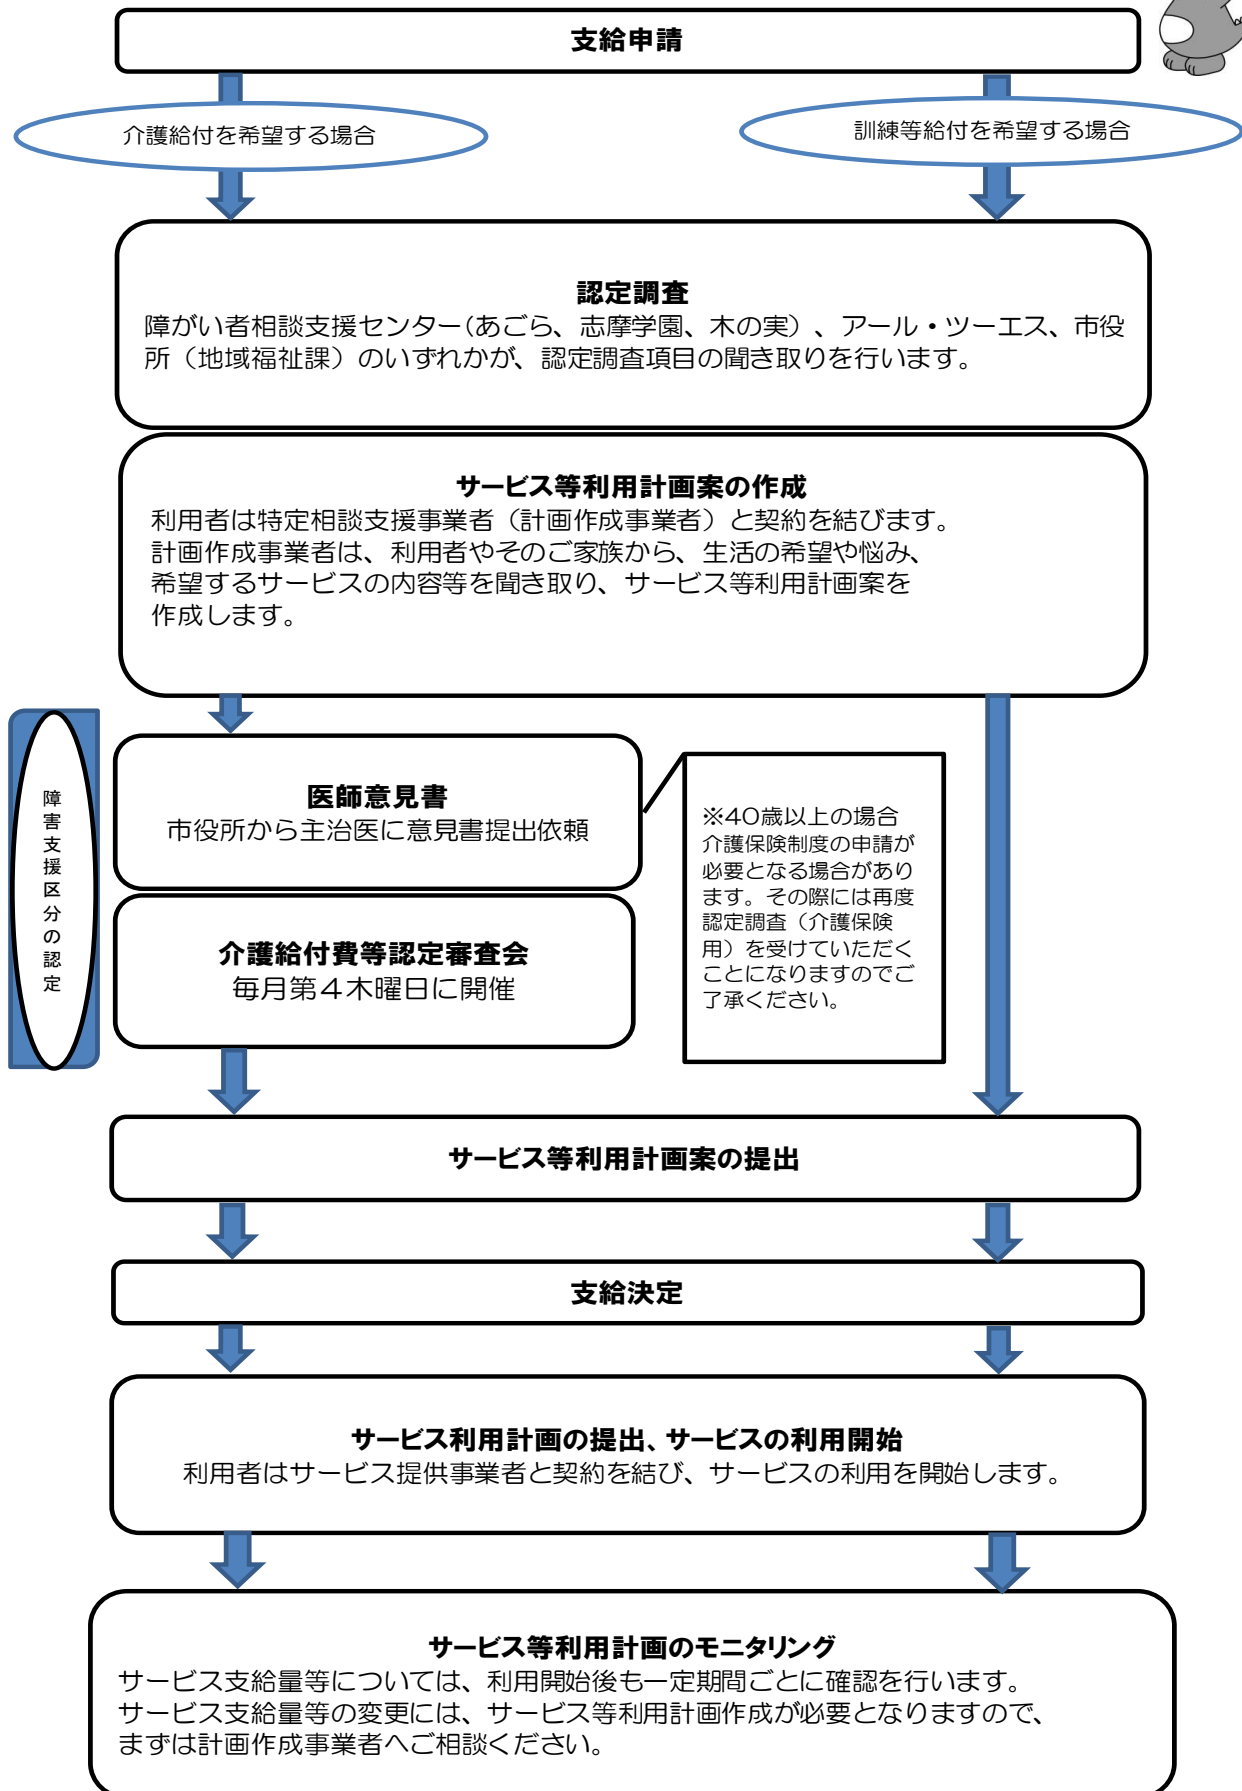 支給申請
介護給付を希望する場合
訓練等給付を希望する場合
認定調査
障がい者相談支援センター(あごら、志摩学園、木の実)、アール・ツーエス、市役
所(地域福祉課)のいずれかが、認定調査項目の聞き取りを行います。
サービス等利用計画案の作成
利用者は特定相談支援事業者(計画作成事業者)と契約を結びます。
計画作成事業者は、利用者やそのご家族から、生活の希望や悩み、
希望するサービスの内容等を聞き取り、サービス等利用計画案を
作成します。
障害支援区分の認定
医師意見書
市役所から主治医に意見書提出依頼
介護給付費等認定審査会
毎月第4木曜日に開催
※40歳以上の場合
介護保険制度の申請が
必要となる場合があり
ます。その際には再度
認定調査(介護保険
用)を受けていただく
ことになりますのでご
了承ください。
サービス等利用計画案の提出
支給決定
サービス利用計画の提出、サービスの利用開始
利用者はサービス提供事業者と契約を結び、サービスの利用を開始します。
サービス等利用計画のモニタリング
サービス支給量等については、利用開始後も一定期間ごとに確認を行います。
サービス支給量等の変更には、サービス等利用計画作成が必要となりますので、
まずは計画作成事業者へご相談ください。